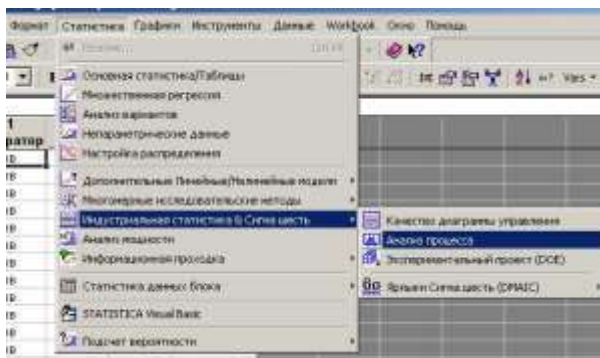 Формат Статистика Графики Инструменты Данные Workbook Окно Помощь
Vars
Основная статистика/Таблицы
Множественная регрессия
Анализ вариантов
Непараметрические данные
Настройка распределения
Дополнительные Линейные/Нелинейные модели
Многомерные исследовательские методы
Индустриальная статистика & Сигма шесть
Анализ мощности
Информационная проходка
Статистика данных блока
STATISTICA Visual Basic
Подсчет вероятности
Качество диаграммы управления
Анализ процесса
Экспериментальный проект (DOE)
Ярлыки Сигма шесть (DMAIC)